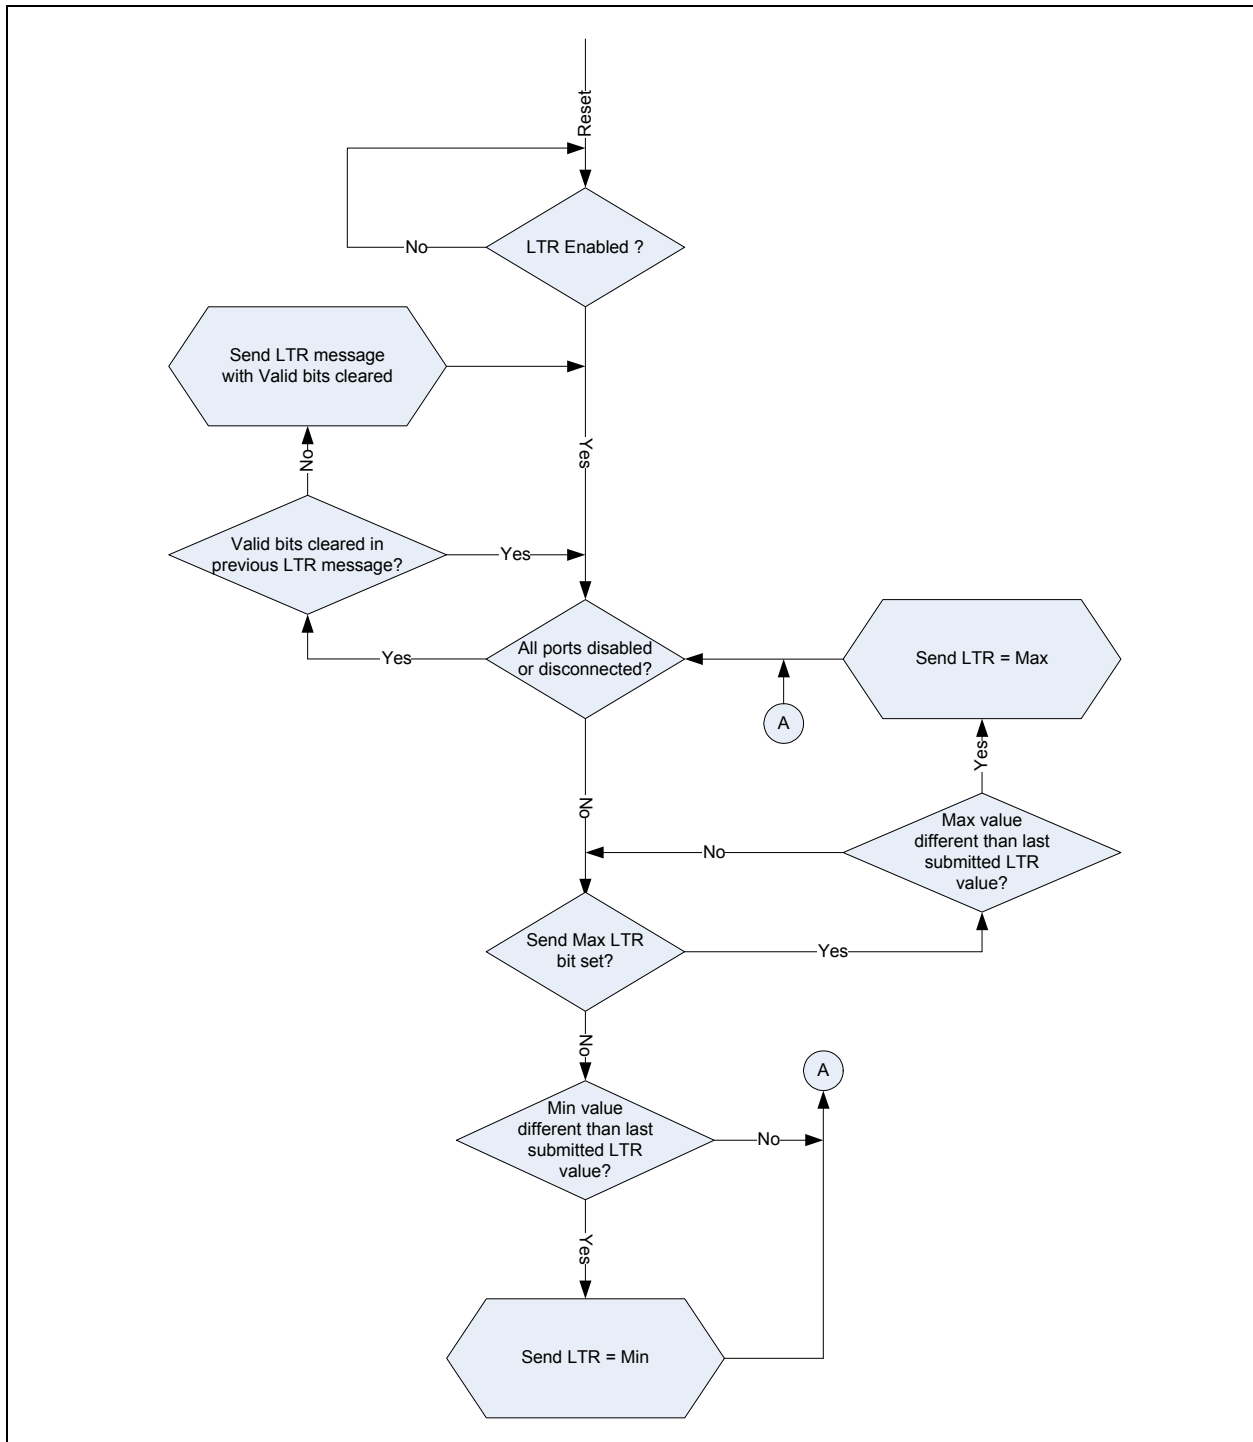 Reset
LTR Enabled ?
No
Send LTR message
with Valid bits cleared
Yes
No
Valid bits cleared in
previous LTR message?
Yes
All ports disabled
or disconnected?
Yes
Send LTR = Max
A
Yes
No
Max value
different than last
submitted LTR
value?
No
Send Max LTR
bit set?
Yes
No
A
Min value
different than last
submitted LTR
value?
No
Yes
Send LTR = Min